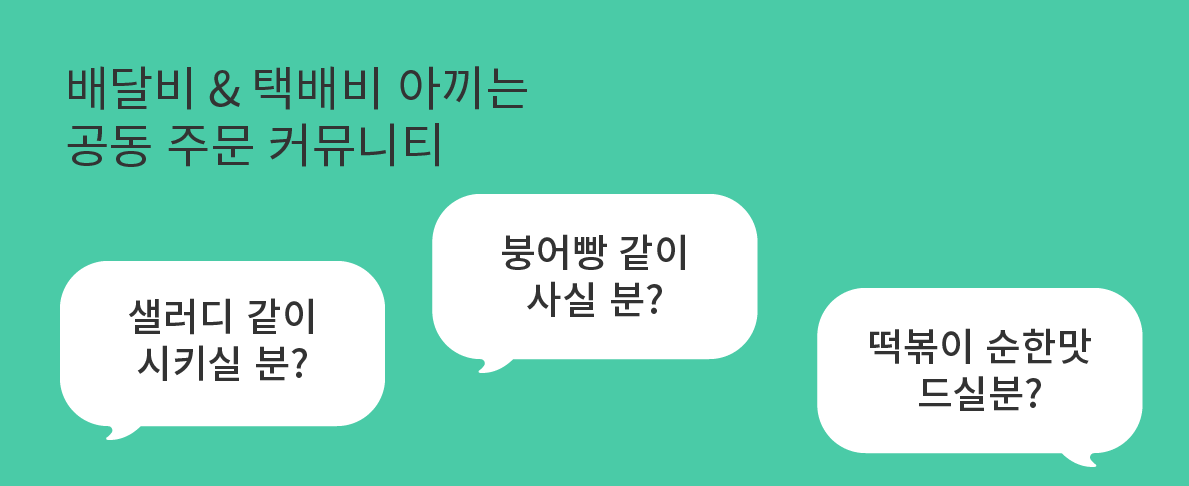 배달비 & 택배비 아끼는
공동 주문 커뮤니티
샐러디 같이
시키실 분?
붕어빵 같이
사실 분?
떡볶이 순한맛
드실분?